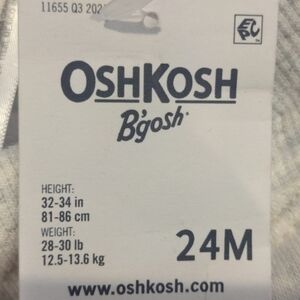 11655 Q3
OSHKOSH
B'gosh
HEIGHT:
32-34 in
81-86 cm
WEIGHT:
28-30 lb
12.5-13.6 kg
24M
www.oshkosh.com